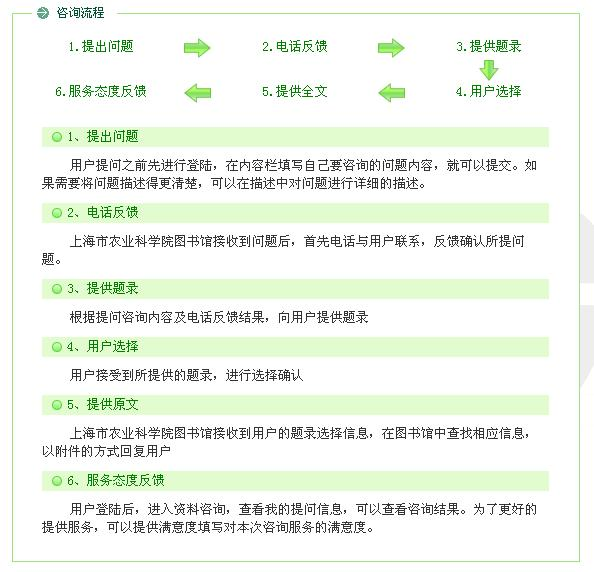 咨询流程
1.提出问题 2.电话反馈 3.提供题录
6.服务态度反馈 5.提供全文 4.用户选择
1、提出问题
用户提问之前先进行登陆，在内容栏填写自己要咨询的问题内容，就可以提交。如
果需要将问题描述得更清楚，可以在描述中对问题进行详细的描述。
2、电话反馈
上海市农业科学院图书馆接收到问题后，首先电话与用户联系，反馈确认所提问
题。
3、提供题录
根据提问咨询内容及电话反馈结果，向用户提供题录
4、用户选择
用户接受到所提供的题录，进行选择确认
5、提供原文
上海市农业科学院图书馆接收到用户的题录选择信息，在图书馆中查找相应信息，
以附件的方式回复用户
6、服务态度反馈
用户登陆后，进入资料咨询，查看我的提问信息，可以查看咨询结果。为了更好的
提供服务，可以提供满意度填写对本次咨询服务的满意度。